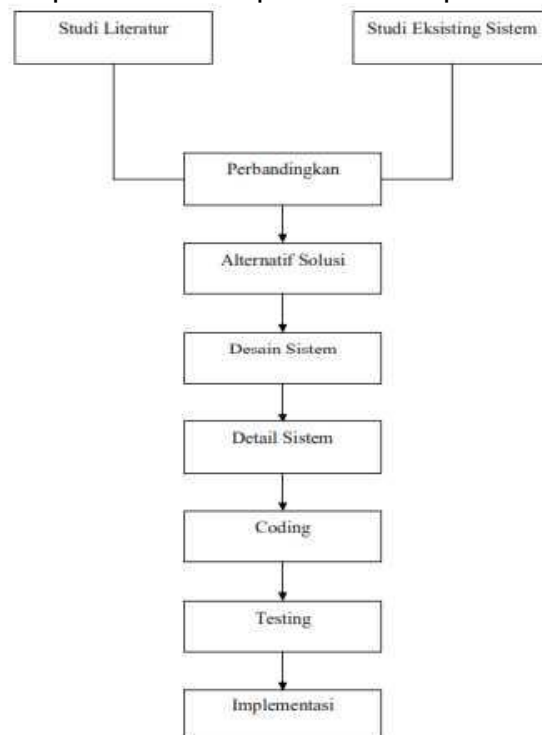 Studi Literatur
Studi Eksisting Sistem
Perbandingkan
Alternatif Solusi
Desain Sistem
Detail Sistem
Coding
Testing
Implementasi